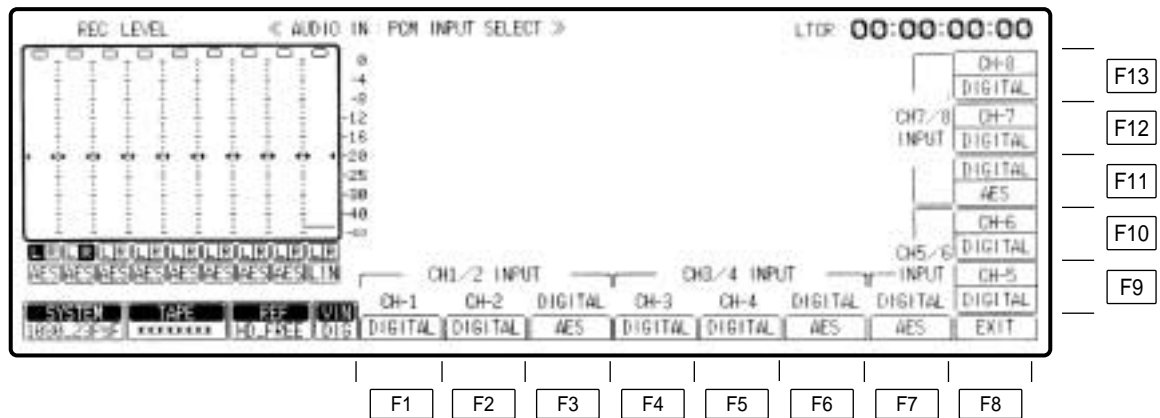 REC LEVEL
≪ AUDIO IN : PCM INPUT SELECT ≫
LTCR 00:00:00:00
0
-4
-8
-12
-16
-20
-25
-30
-40
-60
L R L R L R L R L R L R L R L R L R
AES AES AES AES AES AES AES AES LIN
SYSTEM TAPE REF VIN
******** HD_FREE DIG
CH1/2 INPUT
CH-1 CH-2 DIGITAL
DIGITAL DIGITAL AES
CH3/4 INPUT
CH-3 CH-4 DIGITAL
DIGITAL DIGITAL AES
CH5/6
INPUT
DIGITAL
AES
CH7/8
INPUT
CH-8
DIGITAL
CH-7
DIGITAL
DIGITAL
AES
CH-6
DIGITAL
CH-5
DIGITAL
EXIT
F13
F12
F11
F10
F9
F1 F2 F3 F4 F5 F6 F7 F8